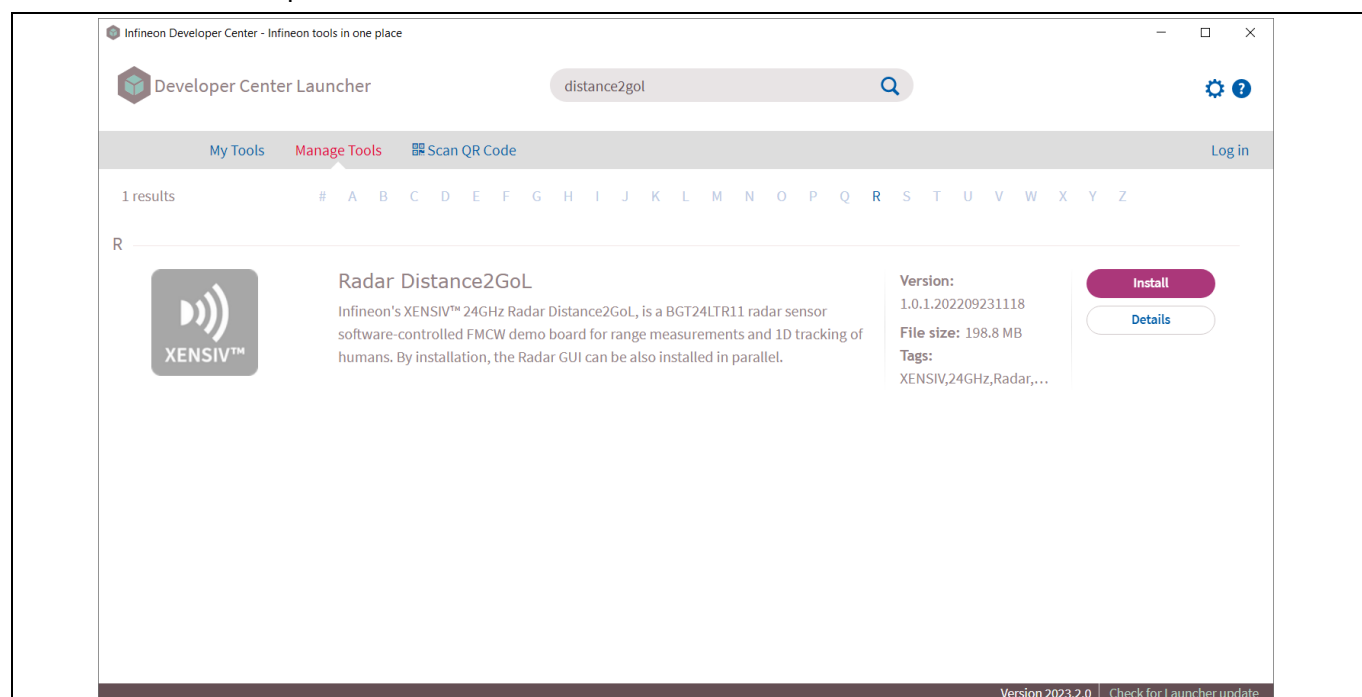 Infineon Developer Center - Infineon tools in one place
Developer Center Launcher
distance2gol
?
My Tools
Manage Tools
Scan QR Code
Log in
1 results
# A B C D E F G H I J K L M N O P Q R S T U V W X Y Z
R
XENSIV™
Radar Distance2GoL
Infineon's XENSIV™ 24GHz Radar Distance2GoL, is a BGT24LTR11 radar sensor
software-controlled FMCW demo board for range measurements and 1D tracking of
humans. By installation, the Radar GUI can be also installed in parallel.
Version:
1.0.1.202209231118
File size: 198.8 MB
Tags:
XENSIV,24GHz,Radar,...
Install
Details
Version 2023.2.0
Check for Launcher update